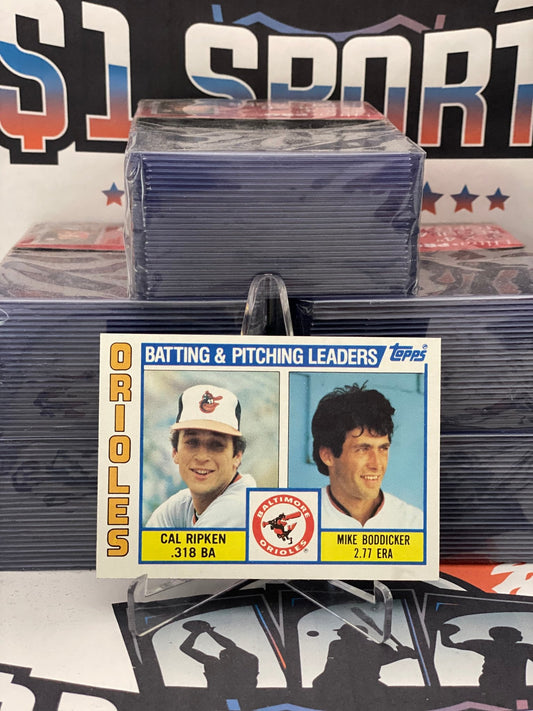 $1 SPORT
ORIOLES
BATTING & PITCHING LEADERS
Topps
BALTIMORE
ORIOLES
CAL RIPKEN
.318 BA
MIKE BODDICKER
2.77 ERA